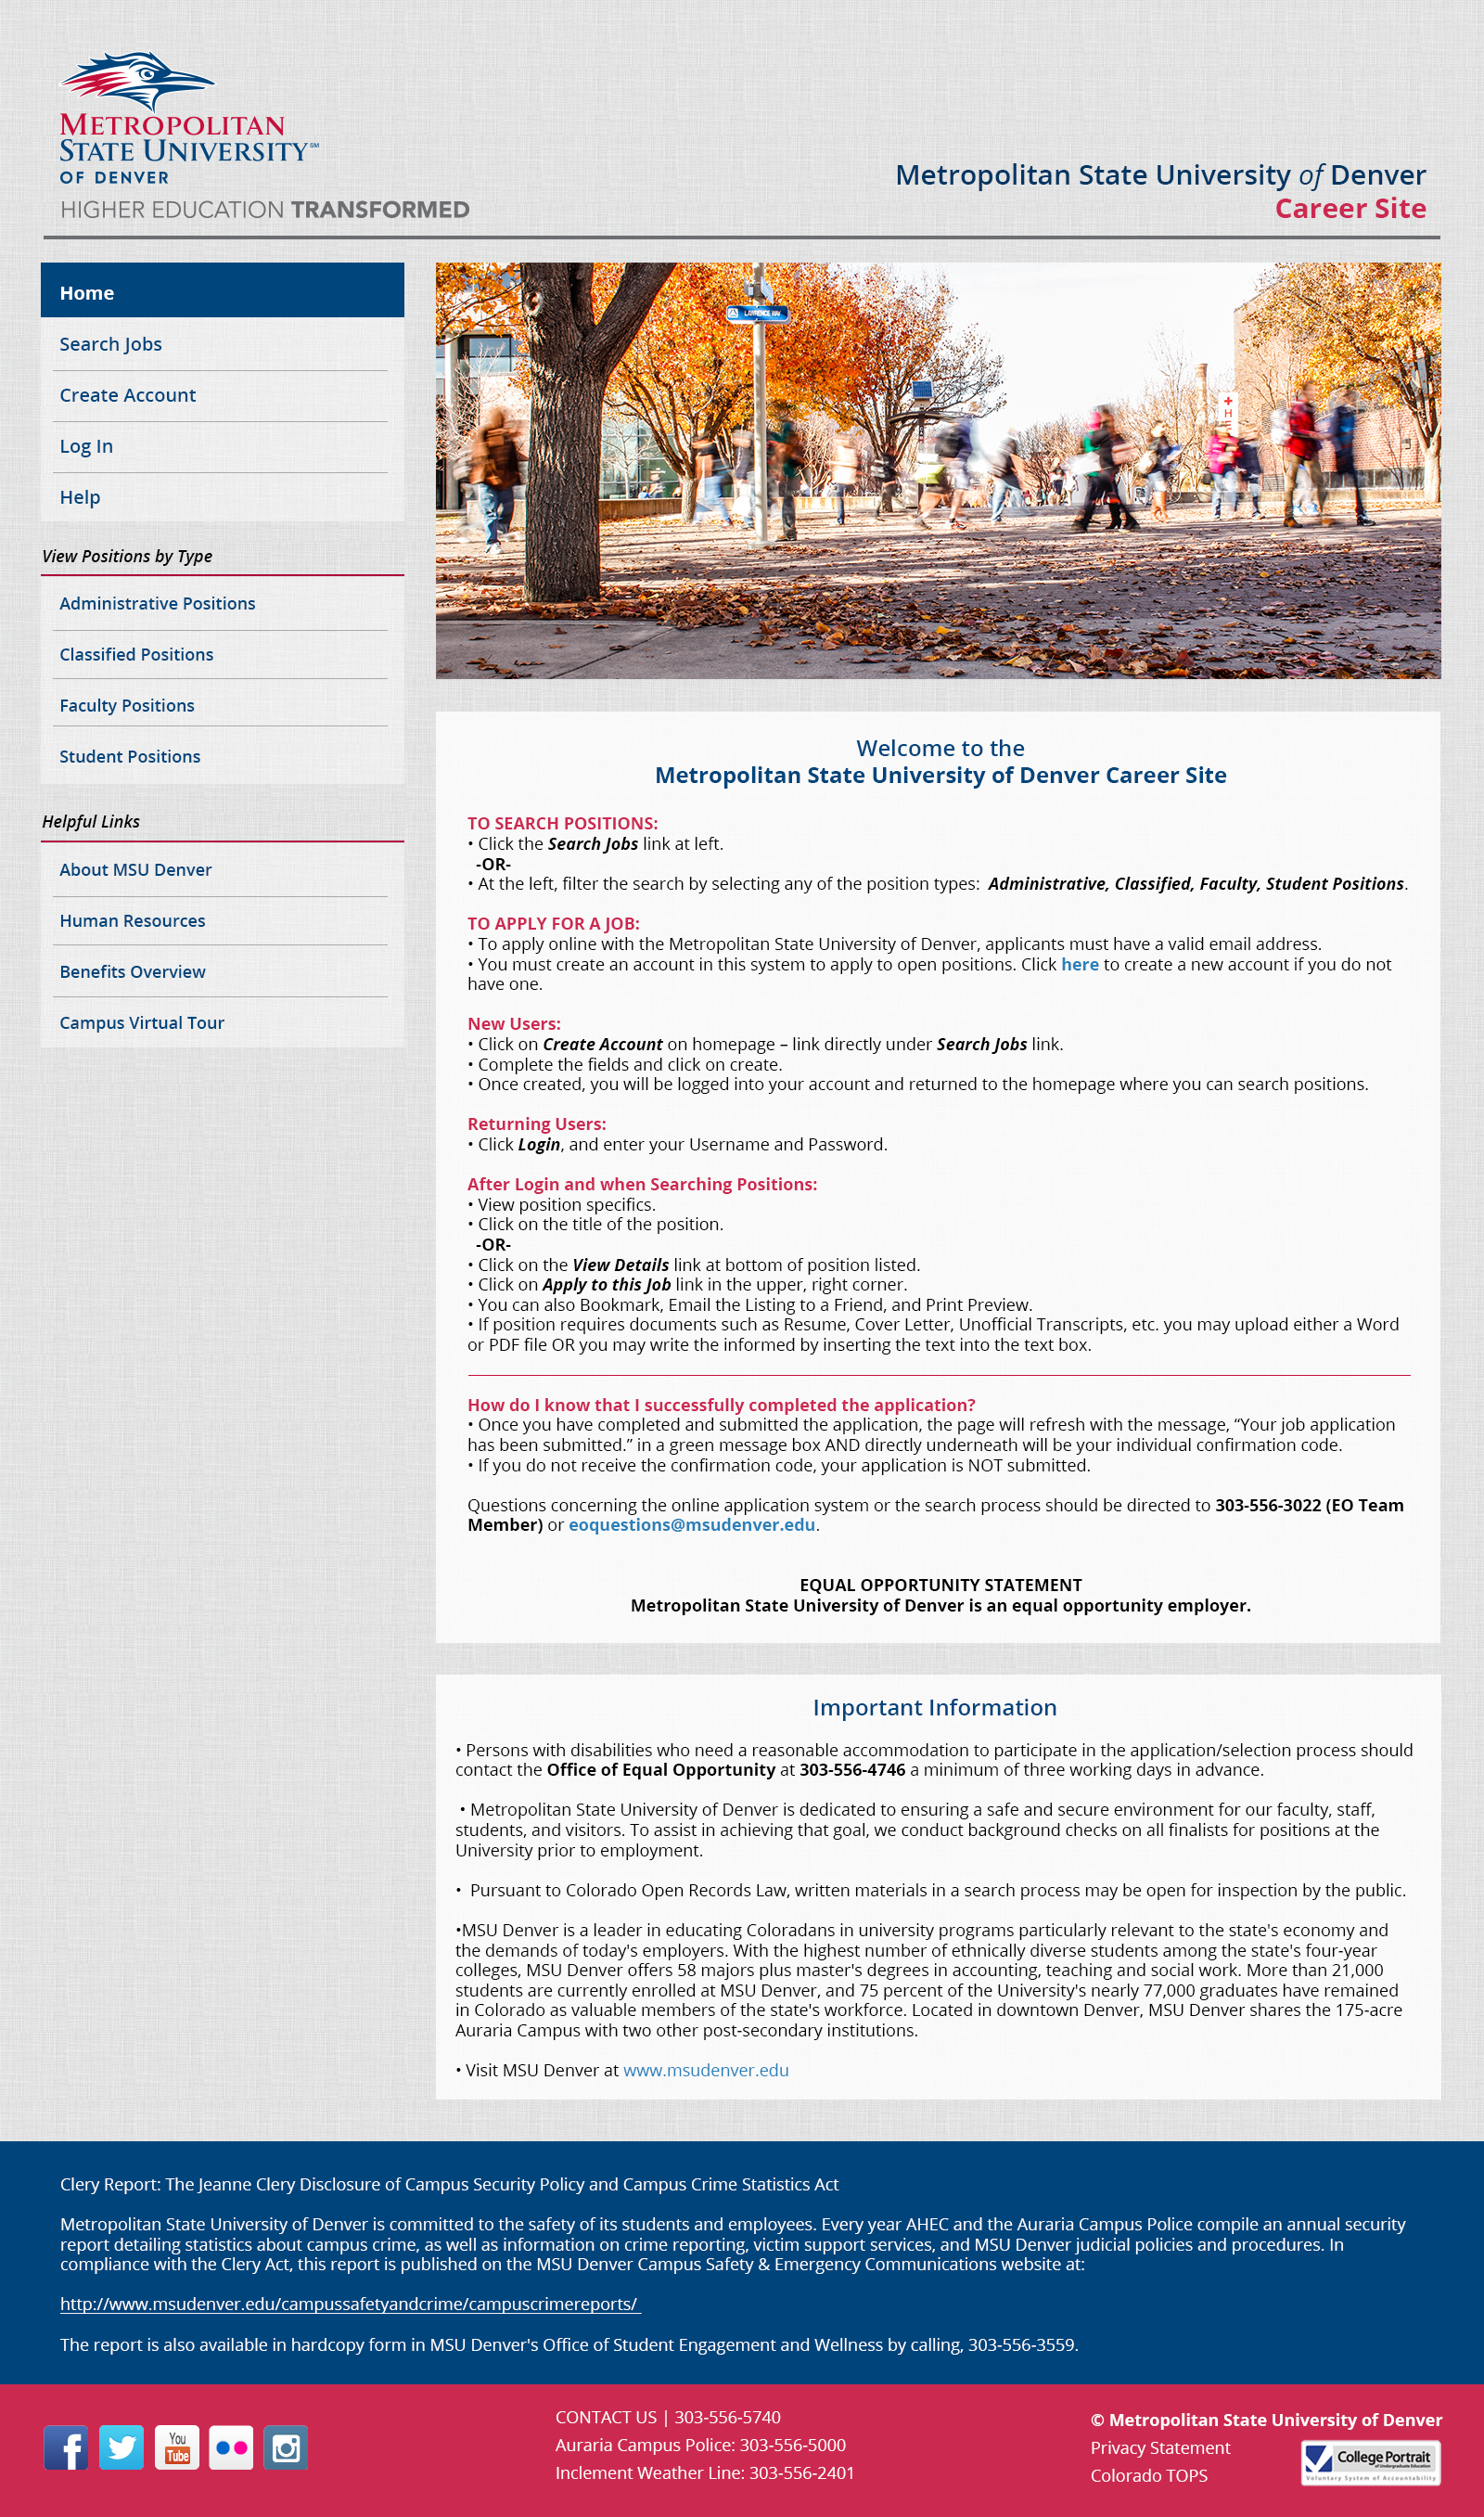 METROPOLITAN
STATE UNIVERSITY℠
OF DENVER
HIGHER EDUCATION TRANSFORMED
Metropolitan State University of Denver
Career Site
Home
Search Jobs
Create Account
Log In
Help
View Positions by Type
Administrative Positions
Classified Positions
Faculty Positions
Student Positions
Helpful Links
About MSU Denver
Human Resources
Benefits Overview
Campus Virtual Tour
LAWRENCE WAY
H
Welcome to the
Metropolitan State University of Denver Career Site
TO SEARCH POSITIONS:
• Click the Search Jobs link at left.
-OR-
• At the left, filter the search by selecting any of the position types: Administrative, Classified, Faculty, Student Positions.
TO APPLY FOR A JOB:
• To apply online with the Metropolitan State University of Denver, applicants must have a valid email address.
• You must create an account in this system to apply to open positions. Click here to create a new account if you do not
have one.
New Users:
• Click on Create Account on homepage – link directly under Search Jobs link.
• Complete the fields and click on create.
• Once created, you will be logged into your account and returned to the homepage where you can search positions.
Returning Users:
• Click Login, and enter your Username and Password.
After Login and when Searching Positions:
• View position specifics.
• Click on the title of the position.
-OR-
• Click on the View Details link at bottom of position listed.
• Click on Apply to this Job link in the upper, right corner.
• You can also Bookmark, Email the Listing to a Friend, and Print Preview.
• If position requires documents such as Resume, Cover Letter, Unofficial Transcripts, etc. you may upload either a Word
or PDF file OR you may write the informed by inserting the text into the text box.
How do I know that I successfully completed the application?
• Once you have completed and submitted the application, the page will refresh with the message, “Your job application
has been submitted.” in a green message box AND directly underneath will be your individual confirmation code.
• If you do not receive the confirmation code, your application is NOT submitted.
Questions concerning the online application system or the search process should be directed to 303-556-3022 (EO Team
Member) or eoquestions@msudenver.edu.
EQUAL OPPORTUNITY STATEMENT
Metropolitan State University of Denver is an equal opportunity employer.
Important Information
• Persons with disabilities who need a reasonable accommodation to participate in the application/selection process should
contact the Office of Equal Opportunity at 303-556-4746 a minimum of three working days in advance.
• Metropolitan State University of Denver is dedicated to ensuring a safe and secure environment for our faculty, staff,
students, and visitors. To assist in achieving that goal, we conduct background checks on all finalists for positions at the
University prior to employment.
• Pursuant to Colorado Open Records Law, written materials in a search process may be open for inspection by the public.
•MSU Denver is a leader in educating Coloradans in university programs particularly relevant to the state's economy and
the demands of today's employers. With the highest number of ethnically diverse students among the state's four-year
colleges, MSU Denver offers 58 majors plus master's degrees in accounting, teaching and social work. More than 21,000
students are currently enrolled at MSU Denver, and 75 percent of the University's nearly 77,000 graduates have remained
in Colorado as valuable members of the state's workforce. Located in downtown Denver, MSU Denver shares the 175-acre
Auraria Campus with two other post-secondary institutions.
• Visit MSU Denver at www.msudenver.edu
Clery Report: The Jeanne Clery Disclosure of Campus Security Policy and Campus Crime Statistics Act
Metropolitan State University of Denver is committed to the safety of its students and employees. Every year AHEC and the Auraria Campus Police compile an annual security
report detailing statistics about campus crime, as well as information on crime reporting, victim support services, and MSU Denver judicial policies and procedures. In
compliance with the Clery Act, this report is published on the MSU Denver Campus Safety & Emergency Communications website at:
http://www.msudenver.edu/campussafetyandcrime/campuscrimereports/
The report is also available in hardcopy form in MSU Denver's Office of Student Engagement and Wellness by calling, 303-556-3559.
You
Tube
CONTACT US | 303-556-5740
Auraria Campus Police: 303-556-5000
Inclement Weather Line: 303-556-2401
© Metropolitan State University of Denver
Privacy Statement
Colorado TOPS
College Portrait
of Undergraduate Education
Voluntary System of Accountability